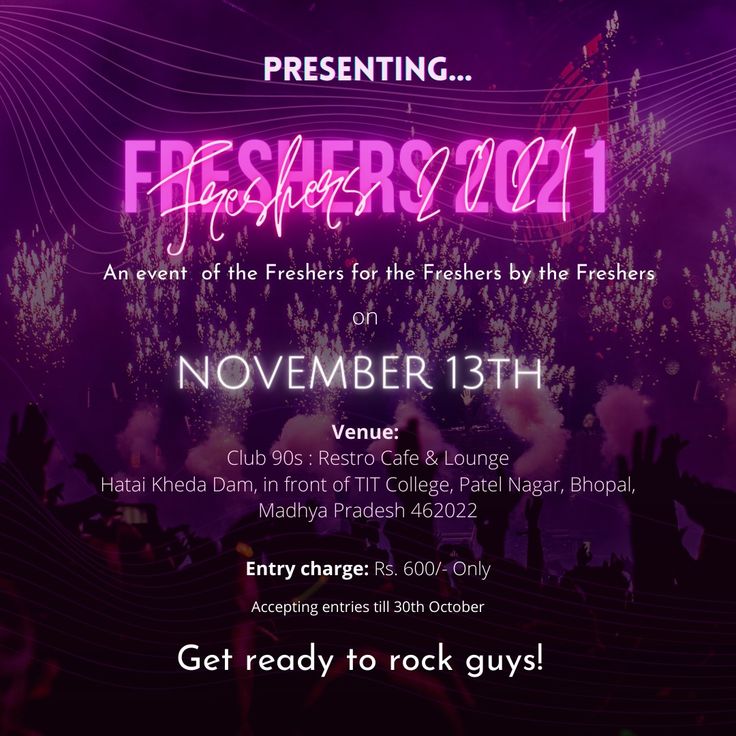 PRESENTING...
FRESHERS 2021
Freshers 2021
An event of the Freshers for the Freshers by the Freshers
on
NOVEMBER 13TH
Venue:
Club 90s : Restro Cafe & Lounge
Hatai Kheda Dam, in front of TIT College, Patel Nagar, Bhopal,
Madhya Pradesh 462022
Entry charge: Rs. 600/- Only
Accepting entries till 30th October
Get ready to rock guys!